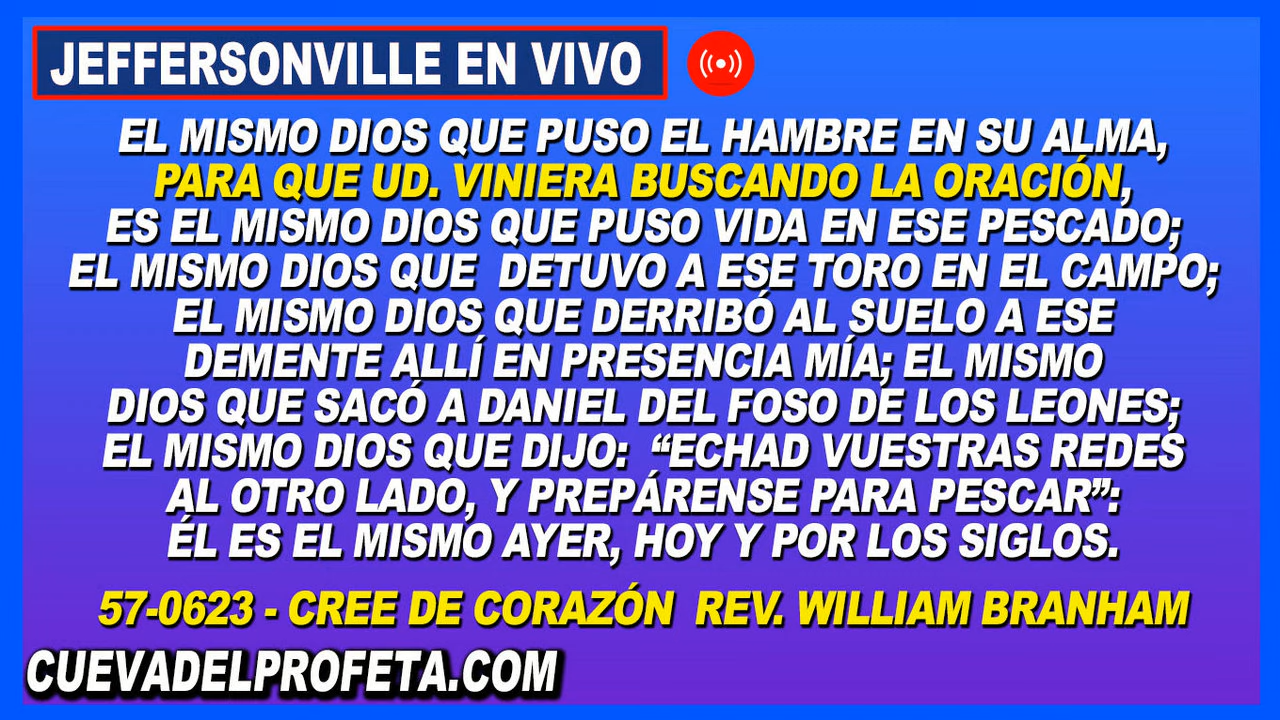 JEFFERSONVILLE EN VIVO
EL MISMO DIOS QUE PUSO EL HAMBRE EN SU ALMA,
PARA QUE UD. VINIERA BUSCANDO LA ORACIÓN,
ES EL MISMO DIOS QUE PUSO VIDA EN ESE PESCADO;
EL MISMO DIOS QUE DETUVO A ESE TORO EN EL CAMPO;
EL MISMO DIOS QUE DERRIBÓ AL SUELO A ESE
DEMENTE ALLÍ EN PRESENCIA MÍA; EL MISMO
DIOS QUE SACÓ A DANIEL DEL FOSO DE LOS LEONES;
EL MISMO DIOS QUE DIJO: “ECHAD VUESTRAS REDES
AL OTRO LADO, Y PREPÁRENSE PARA PESCAR”:
ÉL ES EL MISMO AYER, HOY Y POR LOS SIGLOS.
57-0623 - CREE DE CORAZÓN REV. WILLIAM BRANHAM
CUEVADELPROFETA.COM